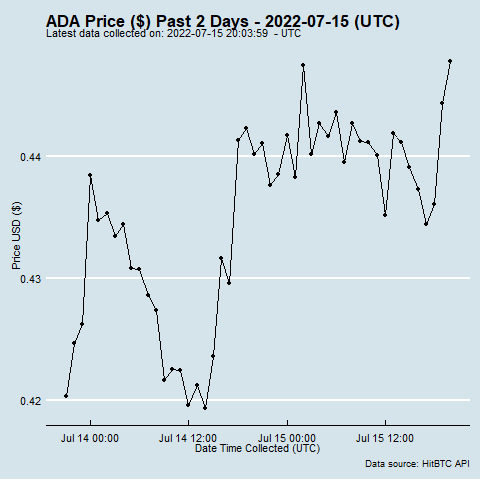 ADA Price ($) Past 2 Days - 2022-07-15 (UTC)
Latest data collected on: 2022-07-15 20:03:59 - UTC
Price USD ($)
0.44
0.43
0.42
Jul 14 00:00 Jul 14 12:00 Jul 15 00:00 Jul 15 12:00
Date Time Collected (UTC)
Data source: HitBTC API